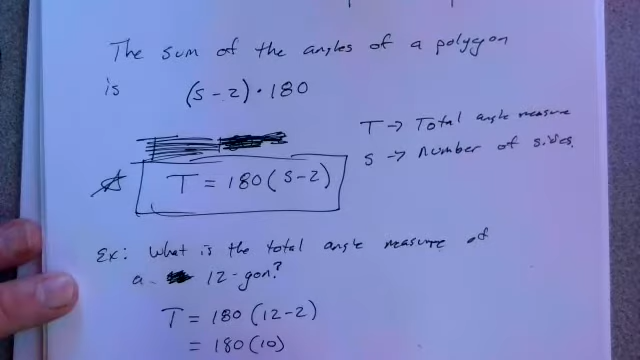 The sum of the angles of a polygon
is (s-2)·180
T → Total angle measure
s → Number of sides.
T = 180(s-2)
Ex: What is the total angle measure of
a 12-gon?
T = 180(12-2)
= 180(10)